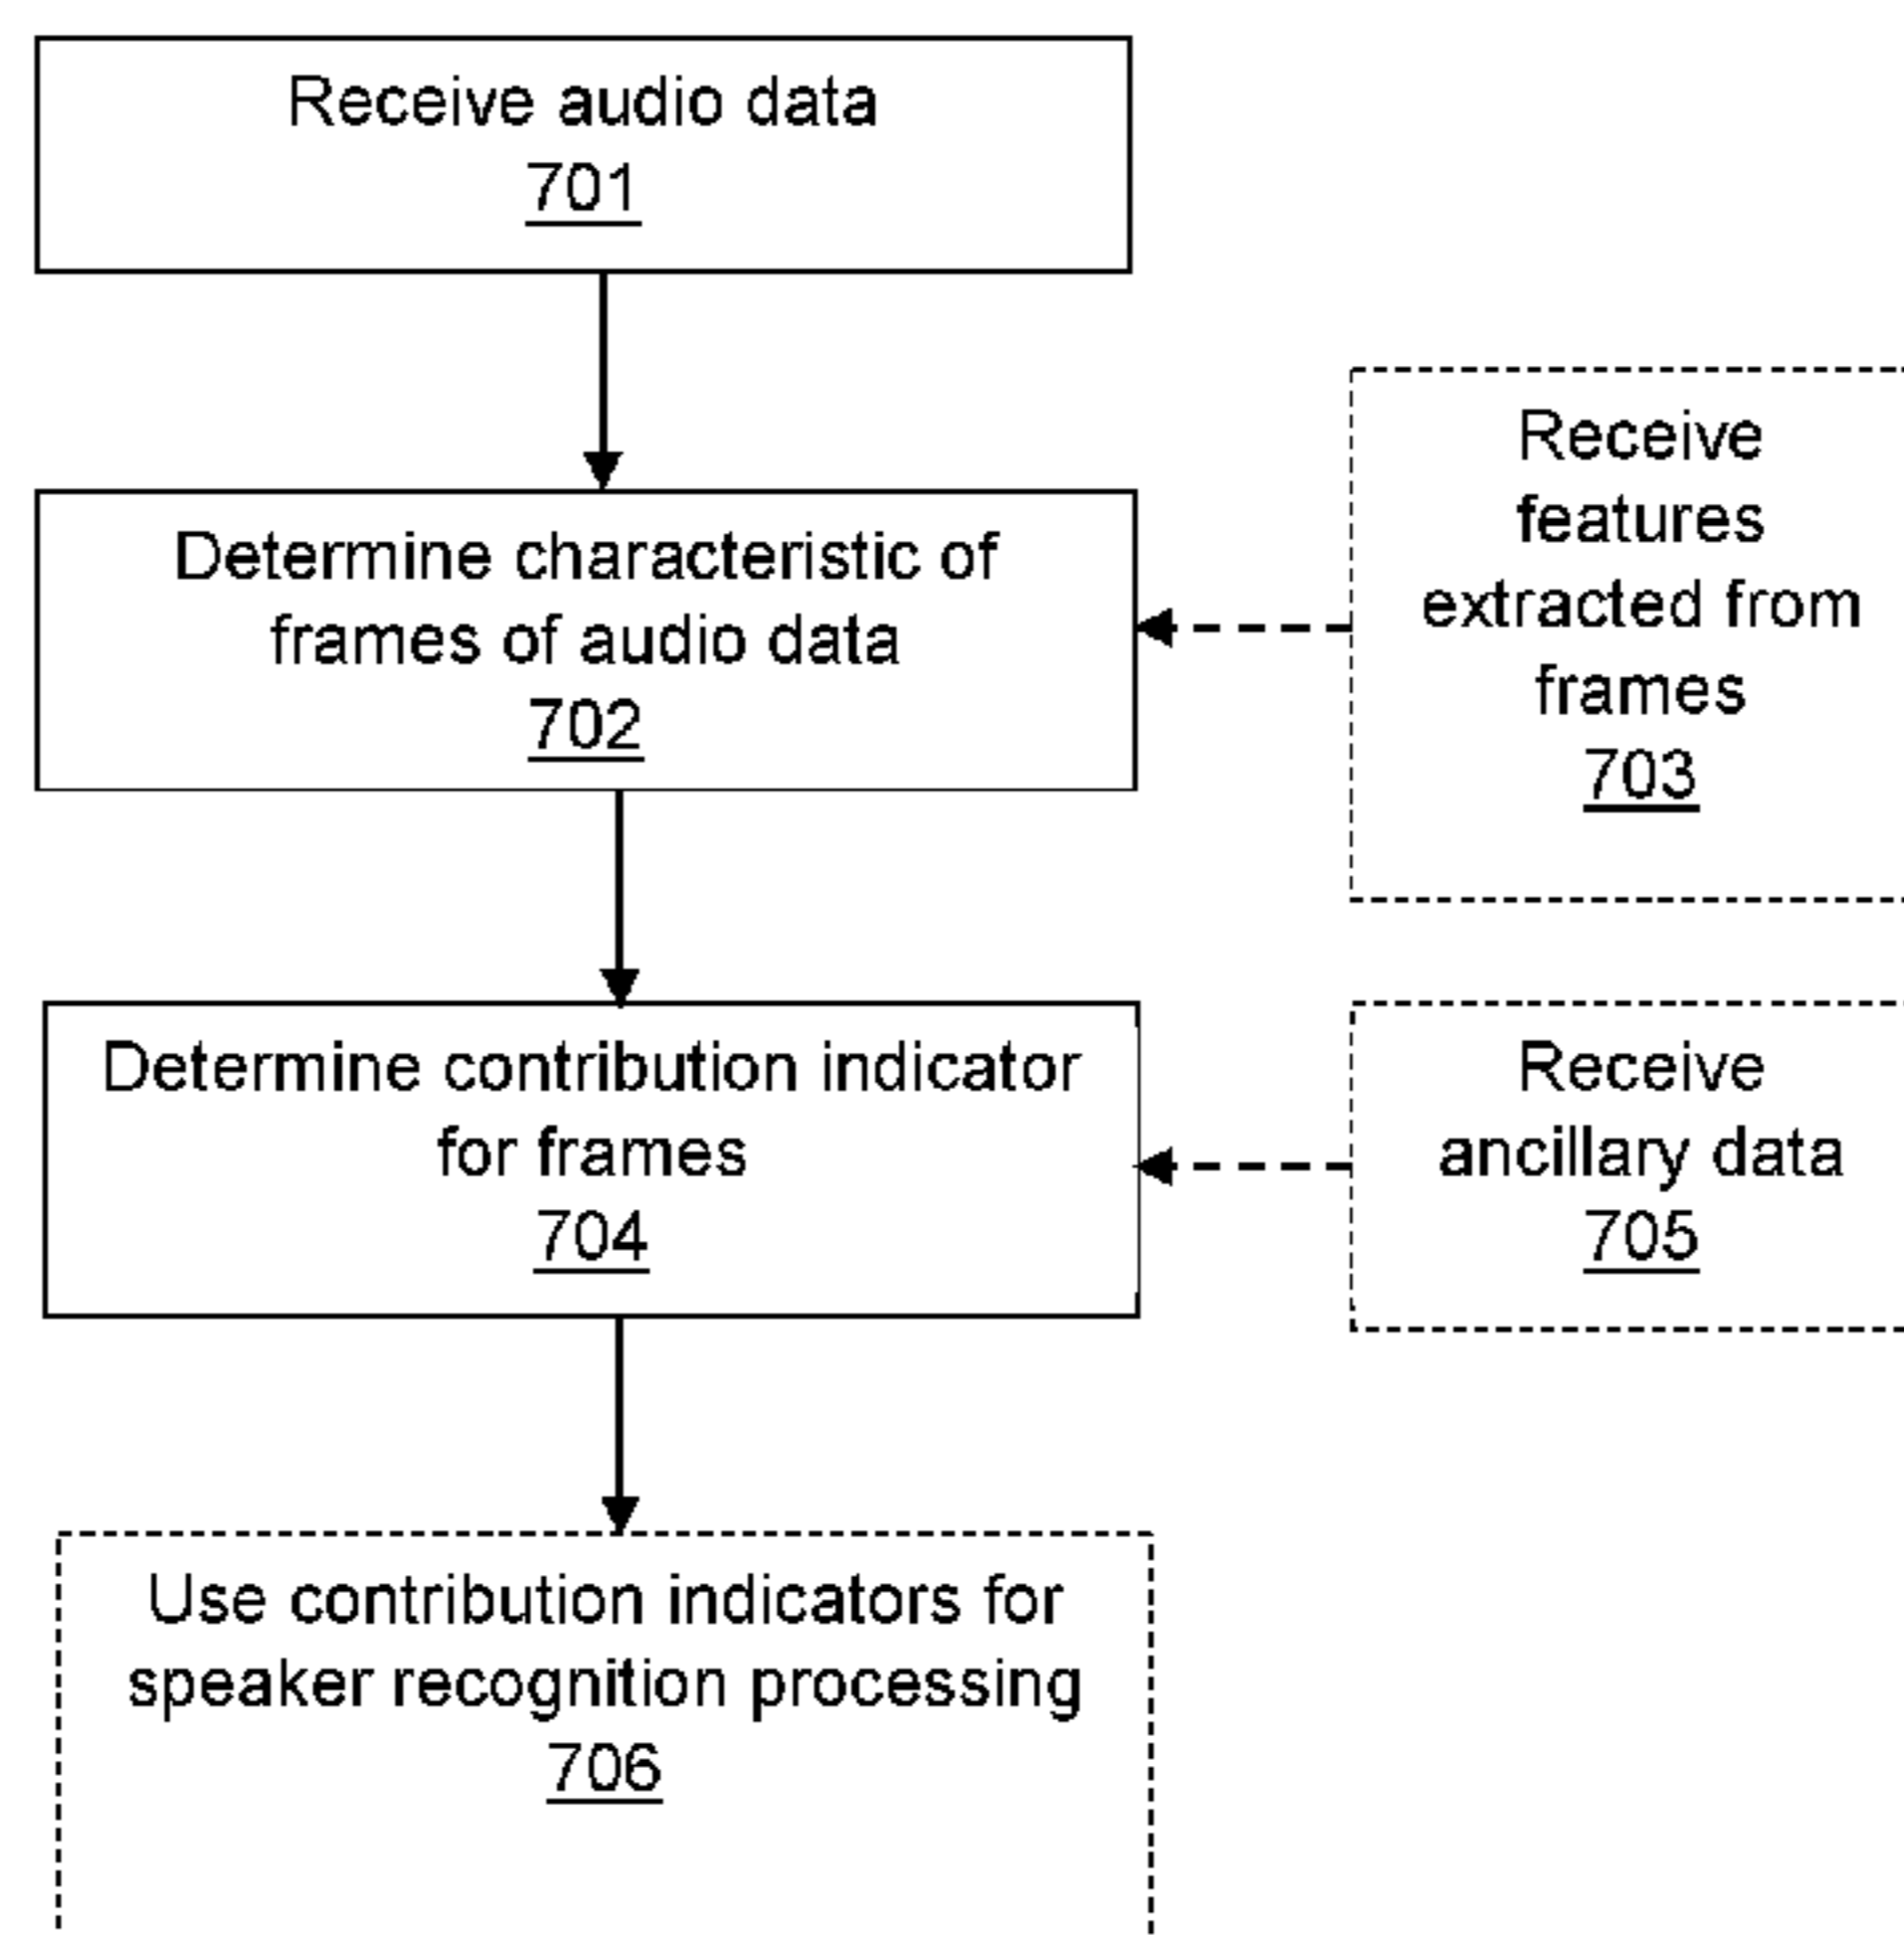 Receive audio data
701
Determine characteristic of
frames of audio data
702
Receive
features
extracted from
frames
703
Determine contribution indicator
for frames
704
Receive
ancillary data
705
Use contribution indicators for
speaker recognition processing
706